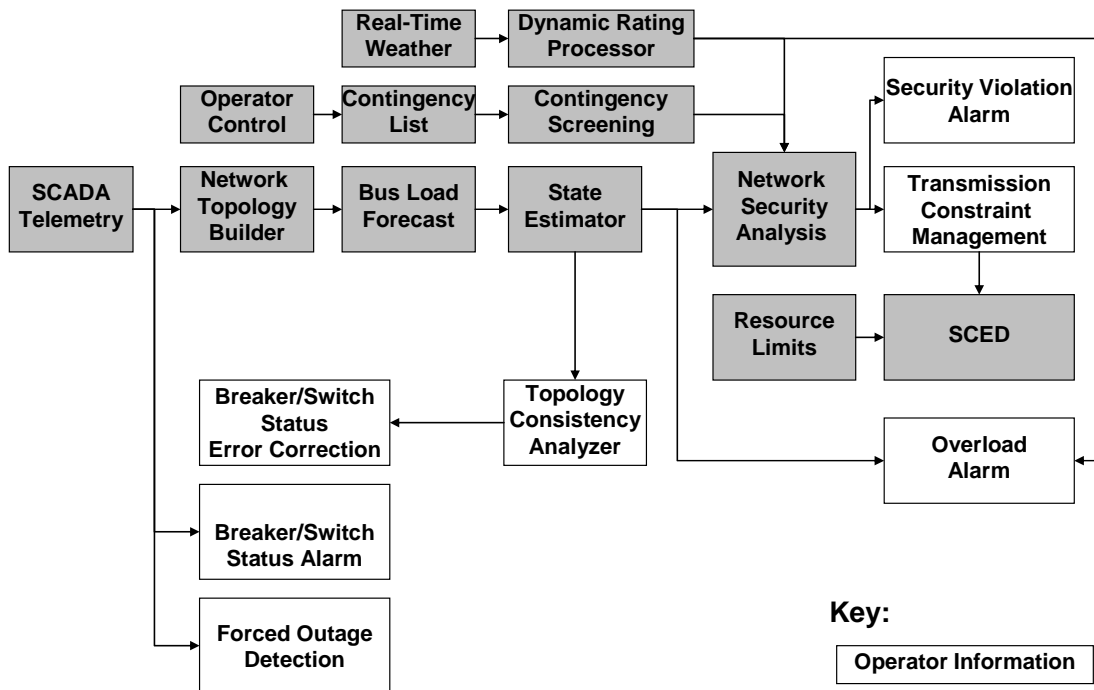 Real-Time
Weather
Dynamic Rating
Processor
Operator
Control
Contingency
List
Contingency
Screening
Security Violation
Alarm
SCADA
Telemetry
Network
Topology
Builder
Bus Load
Forecast
State
Estimator
Network
Security
Analysis
Transmission
Constraint
Management
Resource
Limits
SCED
Breaker/Switch
Status
Error Correction
Topology
Consistency
Analyzer
Overload
Alarm
Breaker/Switch
Status Alarm
Forced Outage
Detection
Key:
Operator Information